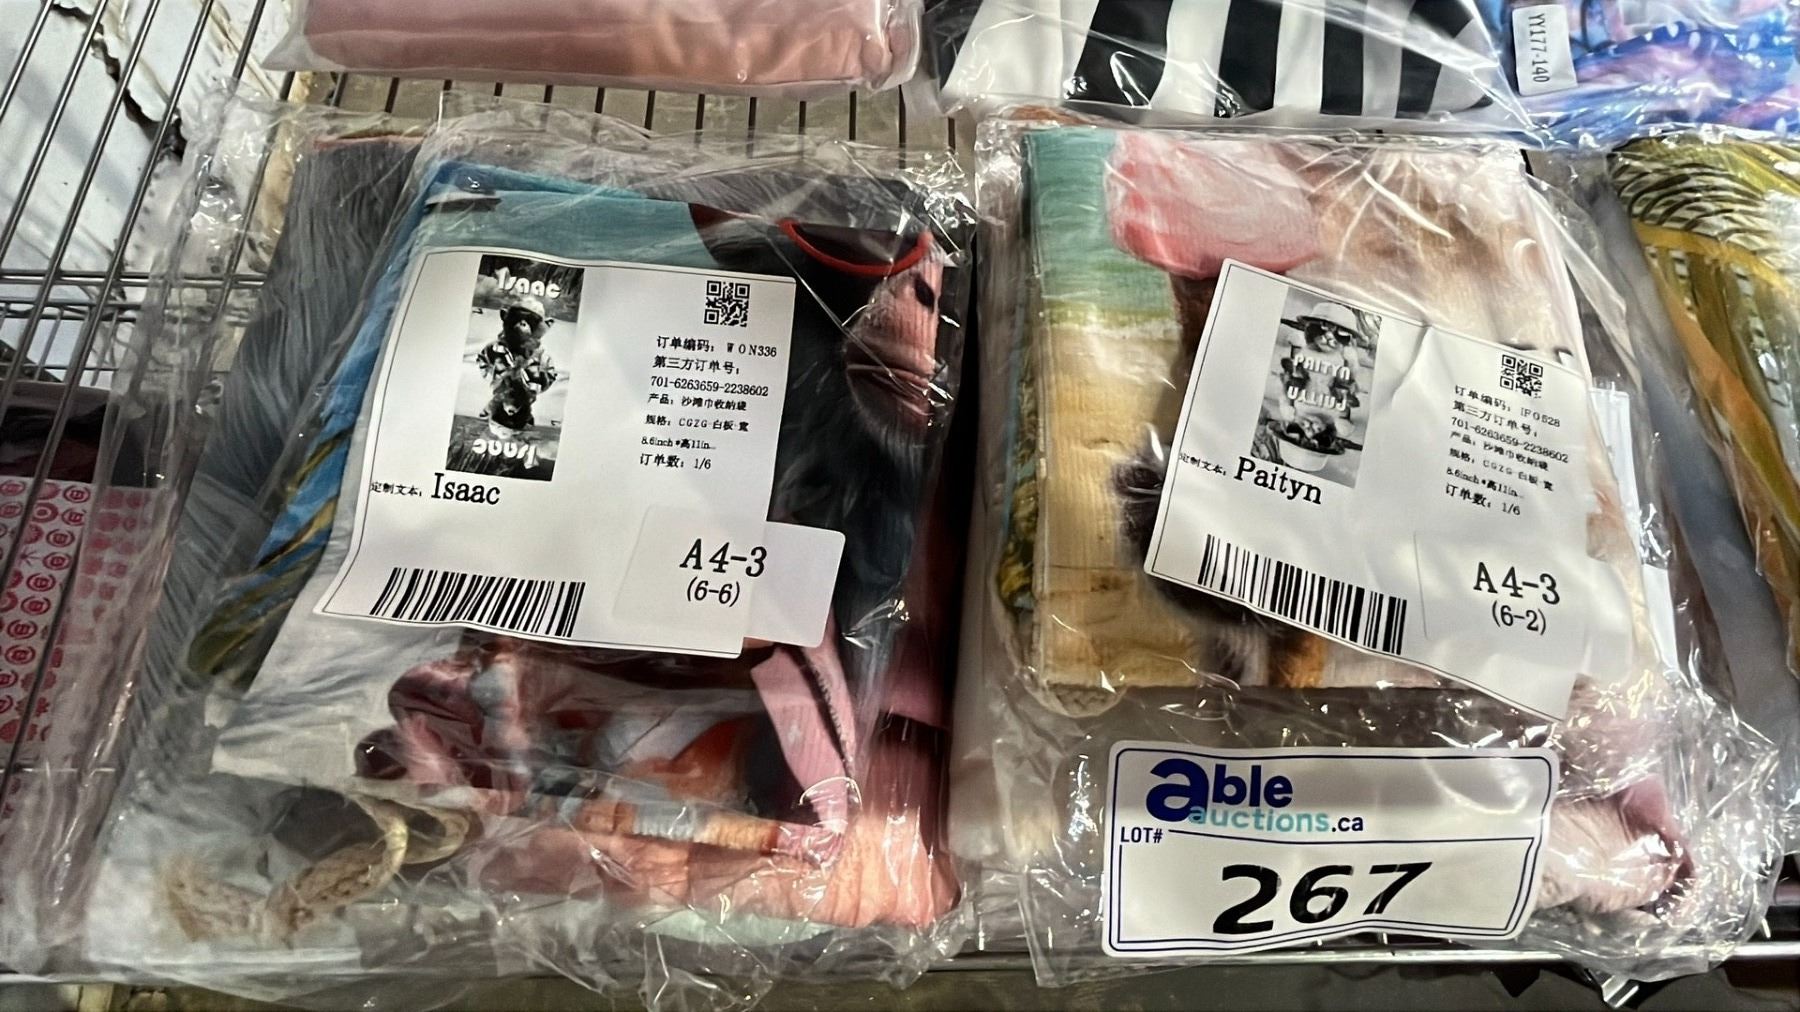 YY177-140
Isaac
Isaac
订单编码：WON336
第三方订单号：
701-6263659-2238602
产品：沙滩巾收纳袋
规格：CGZG-白板-宽
8.6inch*高11in...
订单数：1/6
定制文本：Isaac
A4-3
(6-6)
PAITYN
PAITYN
订单编码：IF0528
第三方订单号：
701-6263659-2238602
产品：沙滩巾收纳袋
规格：CGZG-白板-宽
8.6inch*高11in...
订单数：1/6
定制文本：Paityn
A4-3
(6-2)
able
auctions.ca
LOT#
267